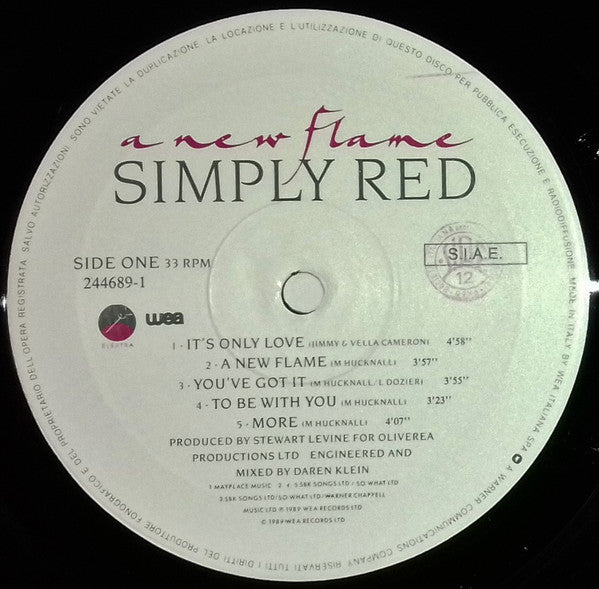 SONO VIETATE LA DUPLICAZIONE, LA LOCAZIONE E L'UTILIZZAZIONE DI QUESTO DISCO PER PUBBLICA ESECUZIONE E RADIODIFFUSIONE. MADE IN ITALY BY WEA ITALIANA SPA
A WARNER COMMUNICATIONS COMPANY RISERVATI TUTTI I DIRITTI DEL PRODUTTORE FONOGRAFICO E DEL PROPRIETARIO DELL'OPERA REGISTRATA. SALVO AUTORIZZAZIONI
a new flame
SIMPLY RED
S.I.A.E.
12
SIDE ONE 33 RPM
244689-1
ELEKTRA
wea
1 - IT'S ONLY LOVE (JIMMY & VELLA CAMERON) 4'58''
2 - A NEW FLAME (M HUCKNALL) 3'57''
3 - YOU'VE GOT IT (M HUCKNALL/L DOZIER) 3'55''
4 - TO BE WITH YOU (M HUCKNALL) 3'23''
5 - MORE (M HUCKNALL) 4'07''
PRODUCED BY STEWART LEVINE FOR OLIVEREA
PRODUCTIONS LTD ENGINEERED AND
MIXED BY DAREN KLEIN
1 MAYPLACE MUSIC 2 4 5 SBK SONGS LTD / SO WHAT LTD
3 SBK SONGS LTD / SO WHAT LTD / WARNER CHAPPELL
MUSIC LTD ℗ 1989 WEA RECORDS LTD
© 1989 WEA RECORDS LTD